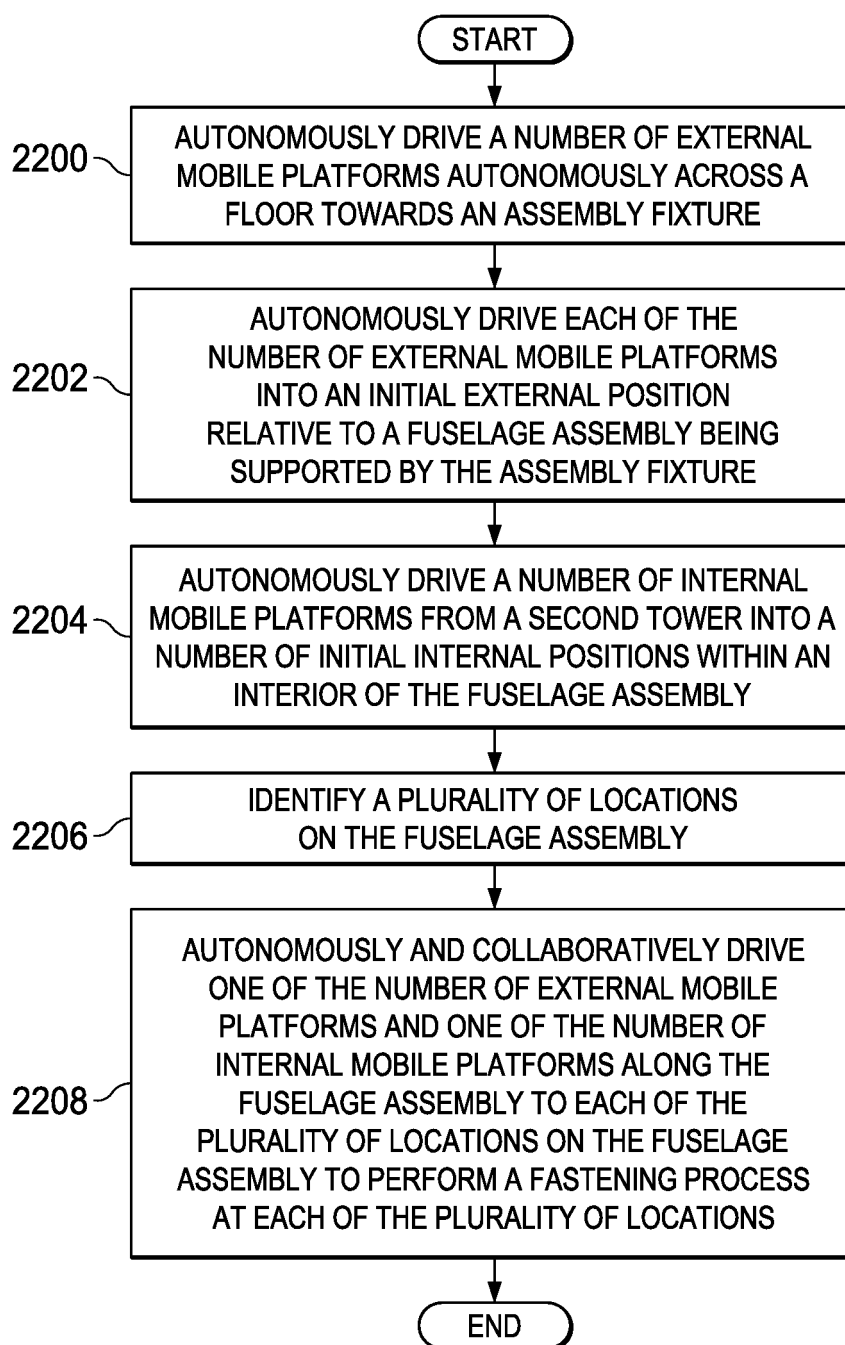 START
2200
AUTONOMOUSLY DRIVE A NUMBER OF EXTERNAL
MOBILE PLATFORMS AUTONOMOUSLY ACROSS A
FLOOR TOWARDS AN ASSEMBLY FIXTURE
2202
AUTONOMOUSLY DRIVE EACH OF THE
NUMBER OF EXTERNAL MOBILE PLATFORMS
INTO AN INITIAL EXTERNAL POSITION
RELATIVE TO A FUSELAGE ASSEMBLY BEING
SUPPORTED BY THE ASSEMBLY FIXTURE
2204
AUTONOMOUSLY DRIVE A NUMBER OF INTERNAL
MOBILE PLATFORMS FROM A SECOND TOWER INTO A
NUMBER OF INITIAL INTERNAL POSITIONS WITHIN AN
INTERIOR OF THE FUSELAGE ASSEMBLY
2206
IDENTIFY A PLURALITY OF LOCATIONS
ON THE FUSELAGE ASSEMBLY
2208
AUTONOMOUSLY AND COLLABORATIVELY DRIVE
ONE OF THE NUMBER OF EXTERNAL MOBILE
PLATFORMS AND ONE OF THE NUMBER OF
INTERNAL MOBILE PLATFORMS ALONG THE
FUSELAGE ASSEMBLY TO EACH OF THE
PLURALITY OF LOCATIONS ON THE FUSELAGE
ASSEMBLY TO PERFORM A FASTENING PROCESS
AT EACH OF THE PLURALITY OF LOCATIONS
END